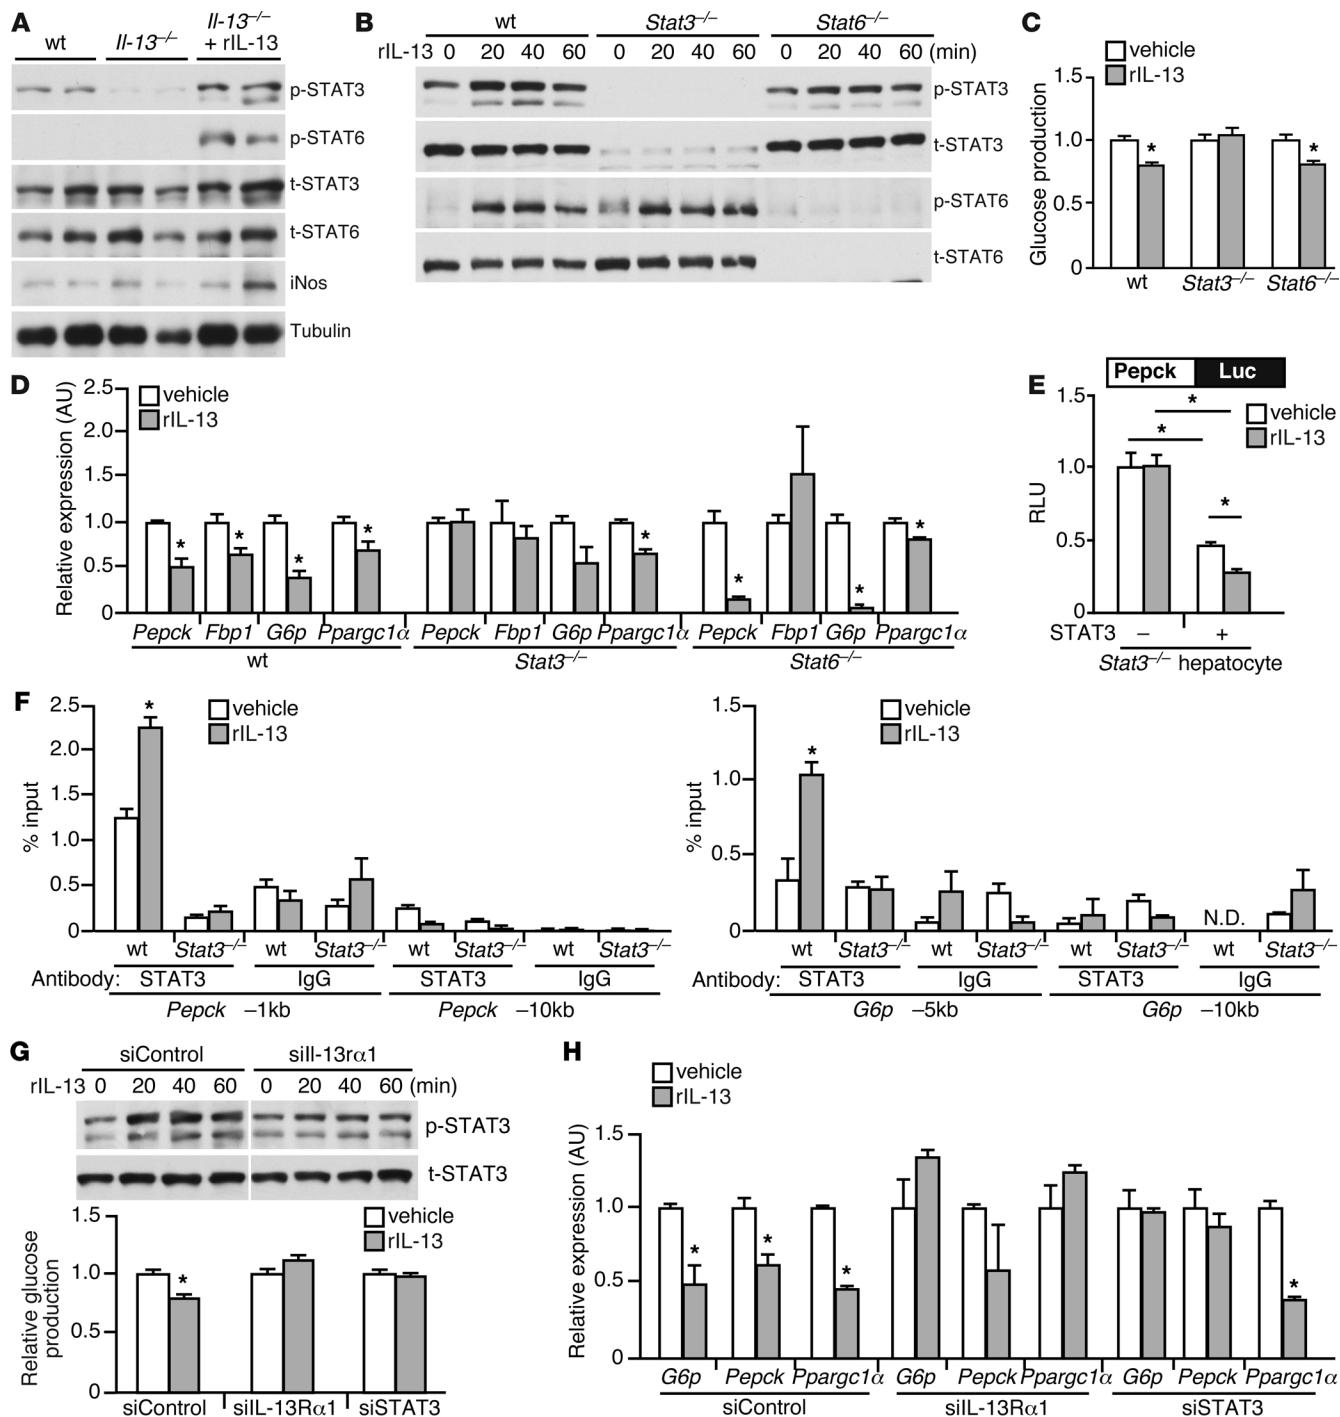 A
wt
Il-13–/–
Il-13–/–
+ rIL-13
p-STAT3
p-STAT6
t-STAT3
t-STAT6
iNos
Tubulin
B
wt
Stat3–/–
Stat6–/–
rIL-13 0 20 40 60 0 20 40 60 0 20 40 60 (min)
p-STAT3
t-STAT3
p-STAT6
t-STAT6
C
vehicle
rIL-13
Glucose production
1.5
1.0
0.5
0
*
*
wt
Stat3–/–
Stat6–/–
D
vehicle
rIL-13
Relative expression (AU)
2.5
2.0
1.5
1.0
0.5
0
* * * * * * * *
Pepck Fbp1 G6p Ppargc1α Pepck Fbp1 G6p Ppargc1α Pepck Fbp1 G6p Ppargc1α
wt
Stat3–/–
Stat6–/–
E
Pepck Luc
vehicle
rIL-13
RLU
1.5
1.0
0.5
0
*
*
*
STAT3 – +
Stat3–/– hepatocyte
F
vehicle
rIL-13
% input
2.5
2.0
1.5
1.0
0.5
0
*
wt Stat3–/– wt Stat3–/– wt Stat3–/– wt Stat3–/–
Antibody: STAT3 IgG STAT3 IgG
Pepck –1kb
Pepck –10kb
vehicle
rIL-13
% input
1.5
1.0
0.5
0
*
N.D.
wt Stat3–/– wt Stat3–/– wt Stat3–/– wt Stat3–/–
Antibody: STAT3 IgG STAT3 IgG
G6p –5kb
G6p –10kb
G
siControl
siIl-13rα1
rIL-13 0 20 40 60 0 20 40 60 (min)
p-STAT3
t-STAT3
vehicle
rIL-13
Relative glucose
production
1.5
1.0
0.5
0
*
siControl
siIL-13Rα1
siSTAT3
H
vehicle
rIL-13
Relative expression (AU)
1.5
1.0
0.5
0
* * * *
G6p Pepck Ppargc1α G6p Pepck Ppargc1α G6p Pepck Ppargc1α
siControl
siIL-13Rα1
siSTAT3